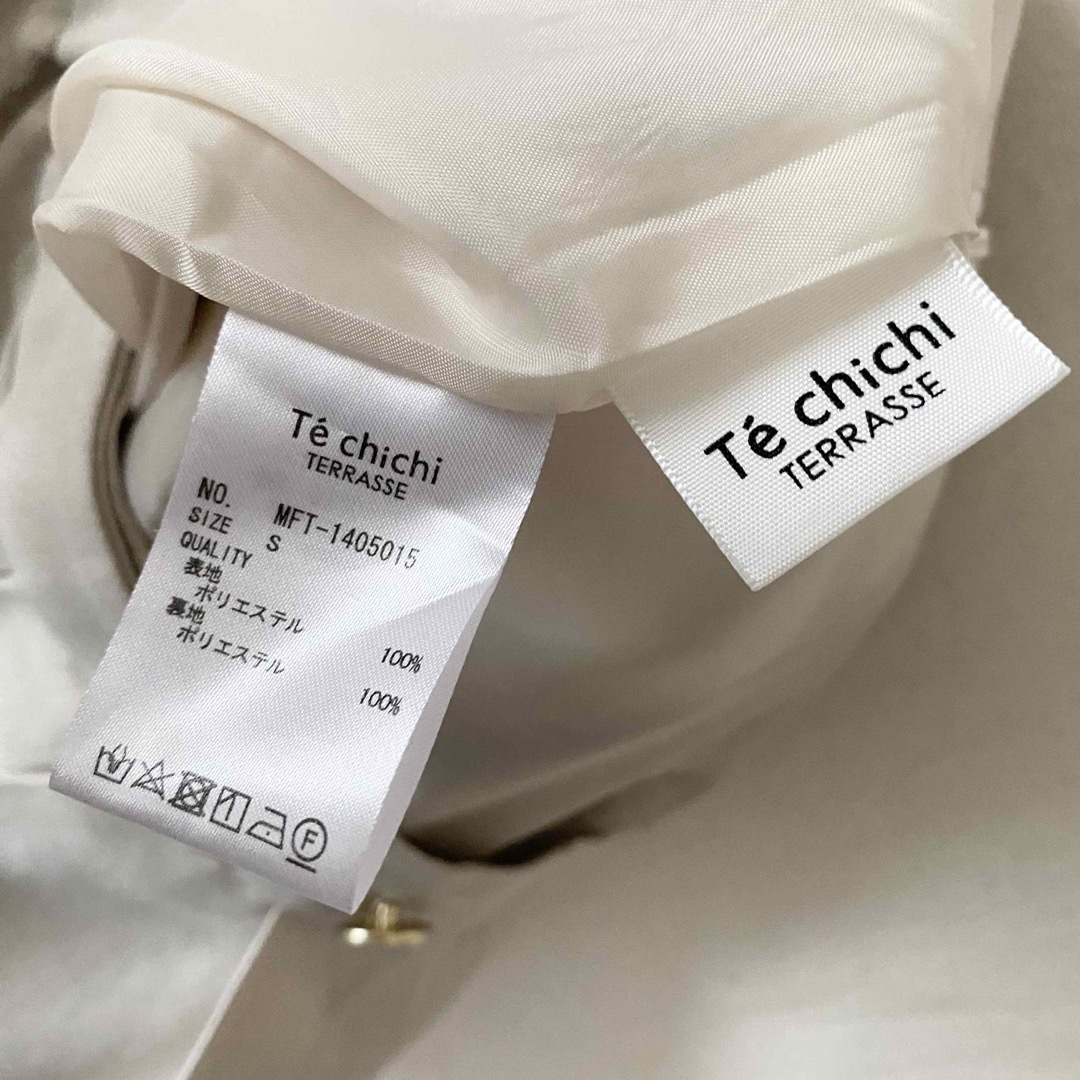 Té chichi
TERRASSE
NO. MFT-1405015
SIZE S
QUALITY
表地
ポリエステル 100%
裏地
ポリエステル 100%
F
Té chichi
TERRASSE